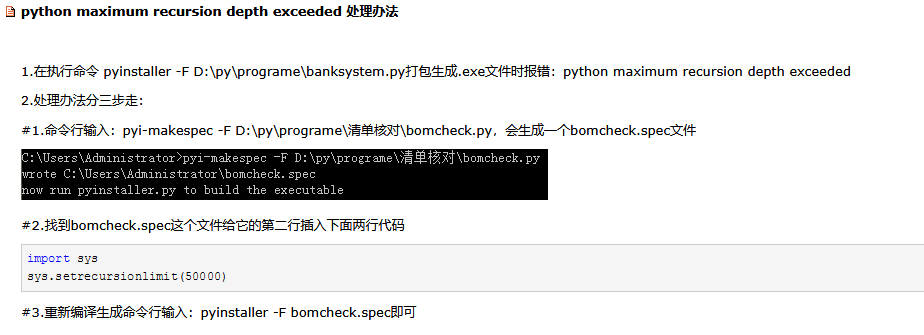 python maximum recursion depth exceeded 处理办法
1.在执行命令 pyinstaller -F D:\py\programe\banksystem.py打包生成.exe文件时报错：python maximum recursion depth exceeded
2.处理办法分三步走：
#1.命令行输入：pyi-makespec -F D:\py\programe\清单核对\bomcheck.py，会生成一个bomcheck.spec文件
C:\Users\Administrator>pyi-makespec -F D:\py\programe\清单核对\bomcheck.py
wrote C:\Users\Administrator\bomcheck.spec
now run pyinstaller.py to build the executable
#2.找到bomcheck.spec这个文件给它的第二行插入下面两行代码
import sys
sys.setrecursionlimit(50000)
#3.重新编译生成命令行输入：pyinstaller -F bomcheck.spec即可